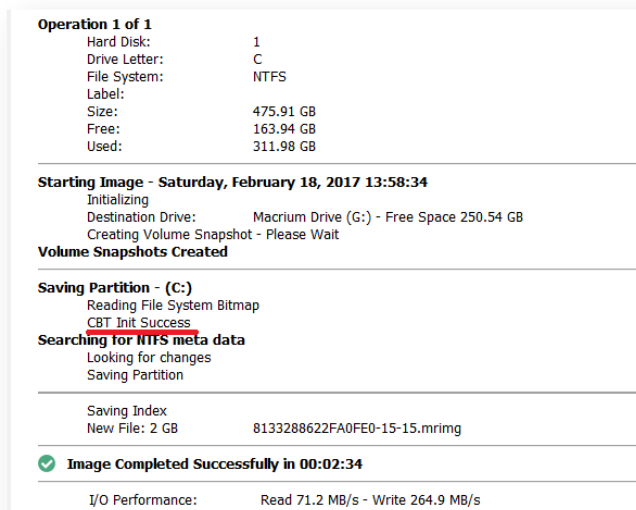 Operation 1 of 1
Hard Disk: 1
Drive Letter: C
File System: NTFS
Label:
Size: 475.91 GB
Free: 163.94 GB
Used: 311.98 GB
Starting Image - Saturday, February 18, 2017 13:58:34
Initializing
Destination Drive: Macrium Drive (G:) - Free Space 250.54 GB
Creating Volume Snapshot - Please Wait
Volume Snapshots Created
Saving Partition - (C:)
Reading File System Bitmap
CBT Init Success
Searching for NTFS meta data
Looking for changes
Saving Partition
Saving Index
New File: 2 GB 8133288622FA0FE0-15-15.mrimg
Image Completed Successfully in 00:02:34
I/O Performance: Read 71.2 MB/s - Write 264.9 MB/s